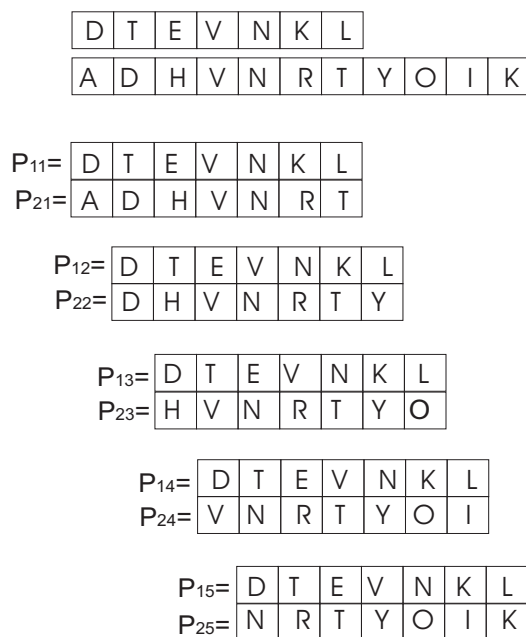 D T E V N K L
A D H V N R T Y O I K
P11= D T E V N K L
P21= A D H V N R T
P12= D T E V N K L
P22= D H V N R T Y
P13= D T E V N K L
P23= H V N R T Y O
P14= D T E V N K L
P24= V N R T Y O I
P15= D T E V N K L
P25= N R T Y O I K